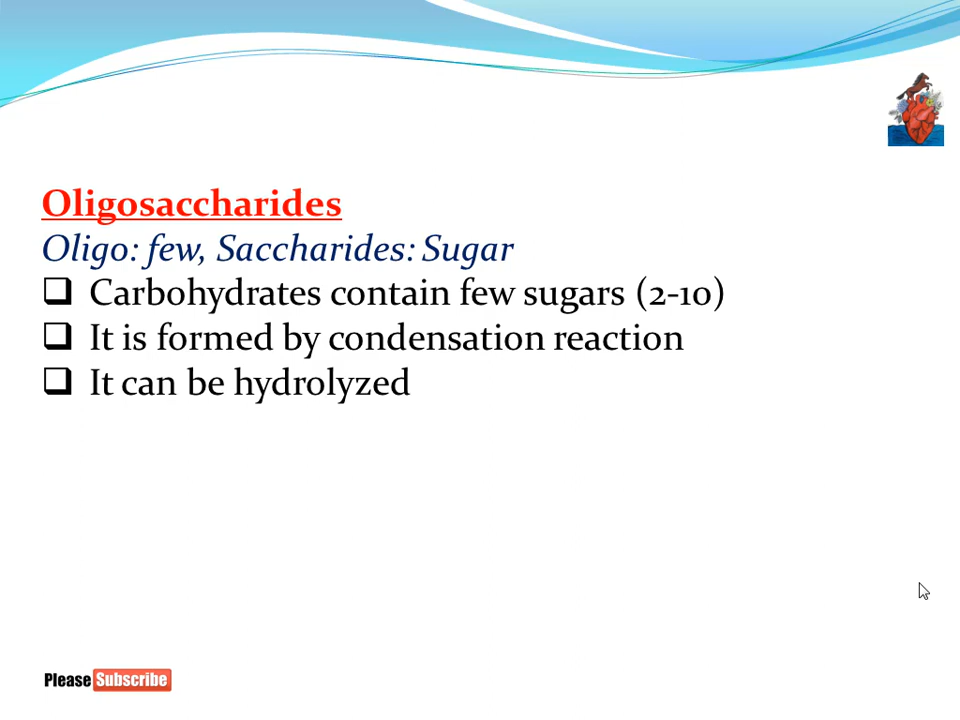 Oligosaccharides
Oligo: few, Saccharides: Sugar
❑ Carbohydrates contain few sugars (2-10)
❑ It is formed by condensation reaction
❑ It can be hydrolyzed
Please Subscribe